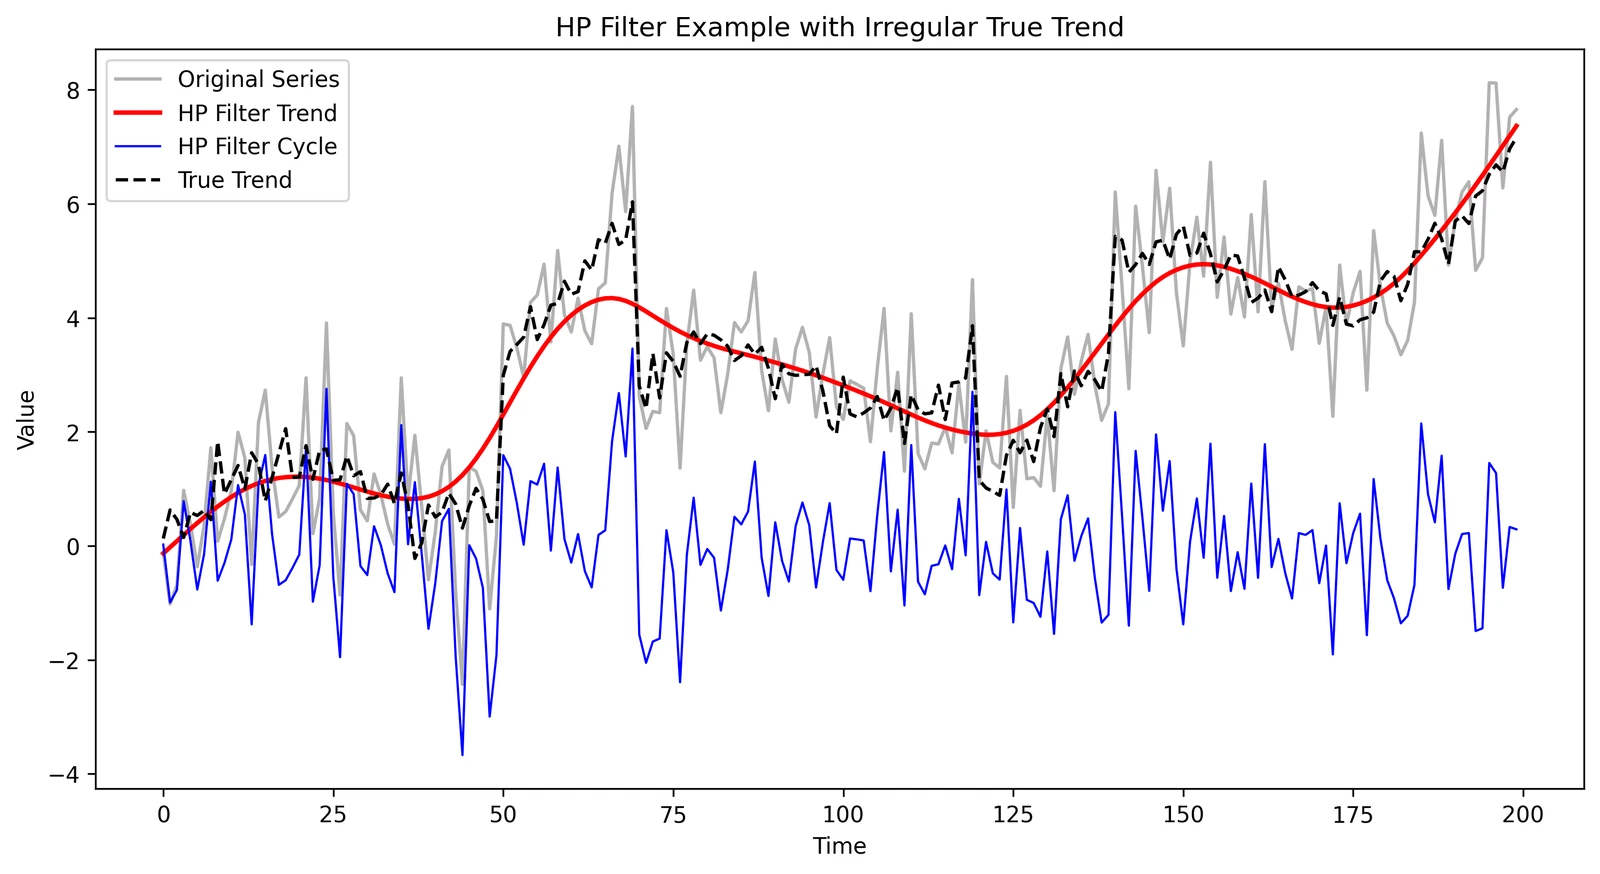 HP Filter Example with Irregular True Trend
Original Series
HP Filter Trend
HP Filter Cycle
True Trend
Value
8
6
4
2
0
−2
−4
0 25 50 75 100 125 150 175 200
Time